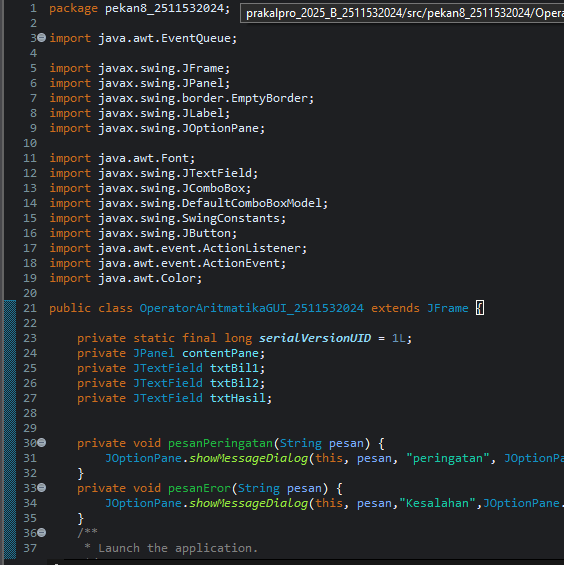 1 package pekan8_2511532024;
prakalpro_2025_B_2511532024/src/pekan8_2511532024/Opera
2
3 import java.awt.EventQueue;
4
5 import javax.swing.JFrame;
6 import javax.swing.JPanel;
7 import javax.swing.border.EmptyBorder;
8 import javax.swing.JLabel;
9 import javax.swing.JOptionPane;
10
11 import java.awt.Font;
12 import javax.swing.JTextField;
13 import javax.swing.JComboBox;
14 import javax.swing.DefaultComboBoxModel;
15 import javax.swing.SwingConstants;
16 import javax.swing.JButton;
17 import java.awt.event.ActionListener;
18 import java.awt.event.ActionEvent;
19 import java.awt.Color;
20
21 public class OperatorAritmatikaGUI_2511532024 extends JFrame {
22
23 private static final long serialVersionUID = 1L;
24 private JPanel contentPane;
25 private JTextField txtBil1;
26 private JTextField txtBil2;
27 private JTextField txtHasil;
28
29
30 private void pesanPeringatan(String pesan) {
31 JOptionPane.showMessageDialog(this, pesan, "peringatan", JOptionPa
32 }
33 private void pesanEror(String pesan) {
34 JOptionPane.showMessageDialog(this, pesan,"Kesalahan",JOptionPane.
35 }
36 /**
37 * Launch the application.